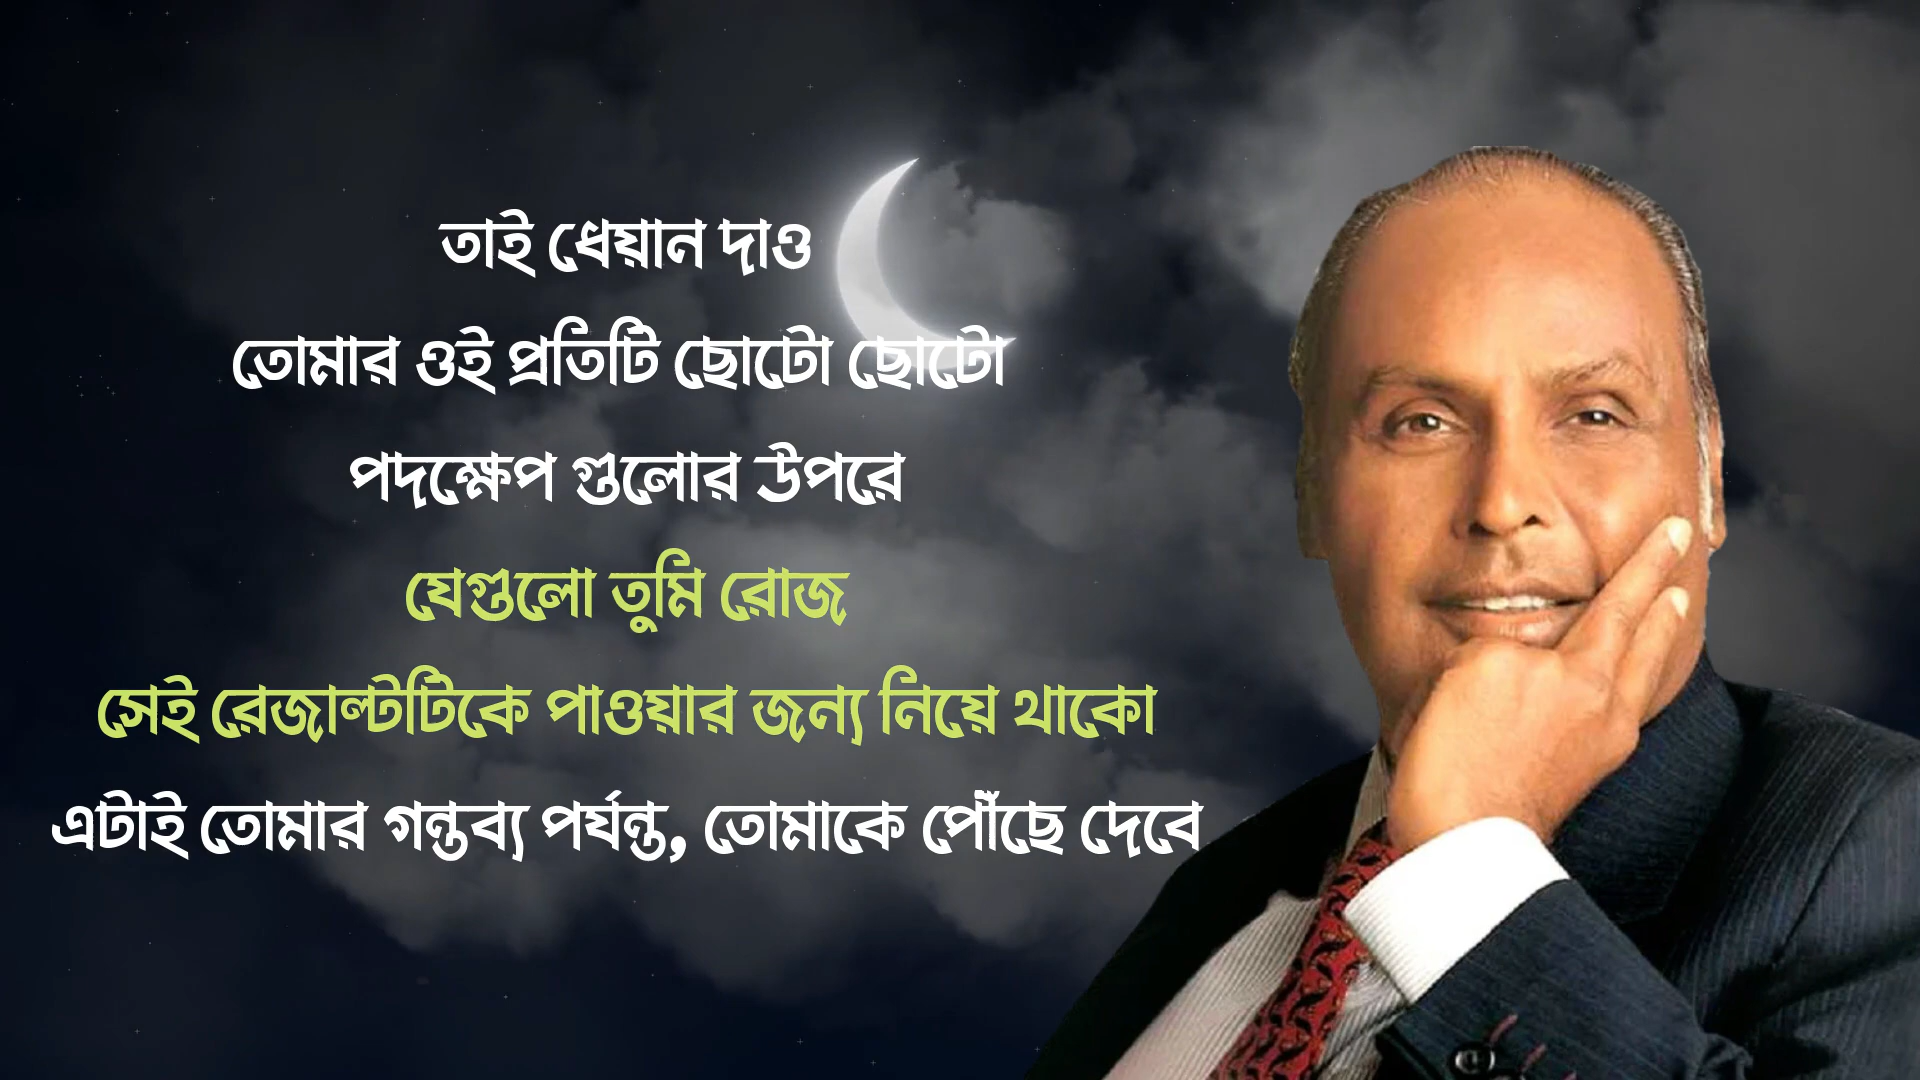 তাই ধেয়ান দাও
তোমার ওই প্রতিটি ছোটো ছোটো
পদক্ষেপ গুলোর উপরে
যেগুলো তুমি রোজ
সেই রেজাল্টটিকে পাওয়ার জন্য নিয়ে থাকো
এটাই তোমার গন্তব্য পর্যন্ত, তোমাকে পৌঁছে দেবে